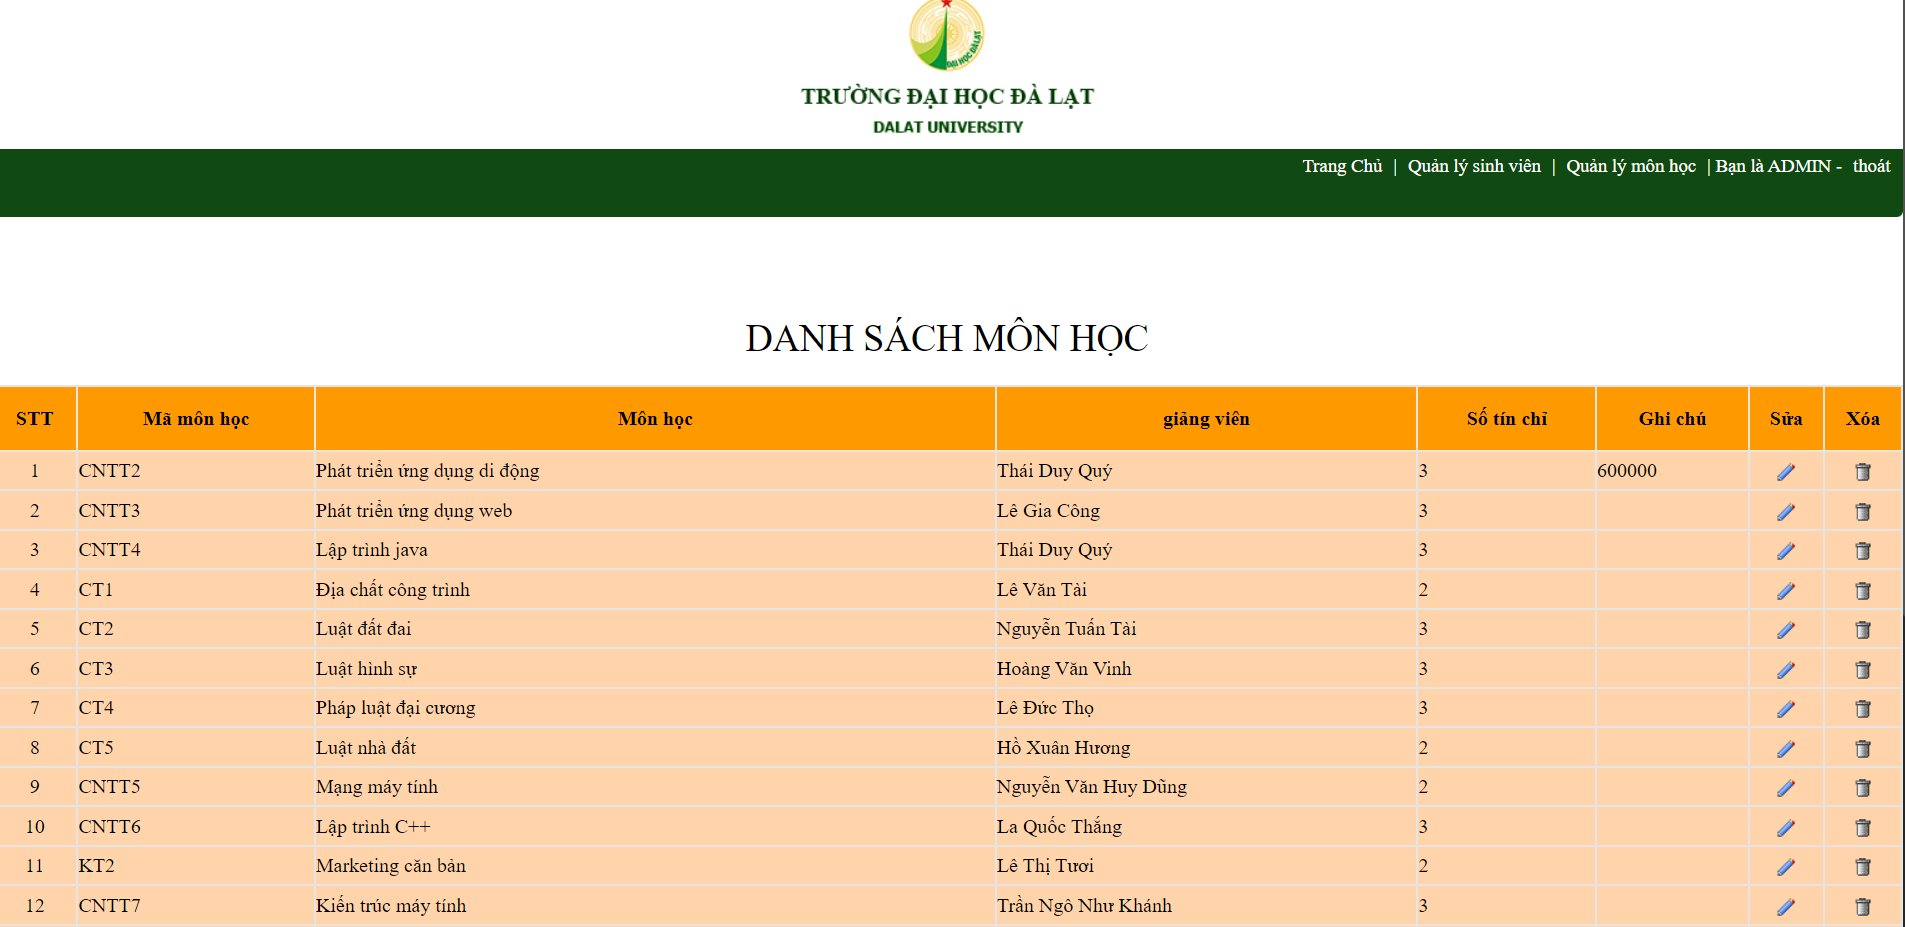 ĐẠI HỌC ĐÀ LẠT
TRƯỜNG ĐẠI HỌC ĐÀ LẠT
DALAT UNIVERSITY
Trang Chủ | Quản lý sinh viên | Quản lý môn học | Bạn là ADMIN - thoát
DANH SÁCH MÔN HỌC
STT Mã môn học Môn học giảng viên Số tín chỉ Ghi chú Sửa Xóa
1 CNTT2 Phát triển ứng dụng di động Thái Duy Quý 3 600000
2 CNTT3 Phát triển ứng dụng web Lê Gia Công 3
3 CNTT4 Lập trình java Thái Duy Quý 3
4 CT1 Địa chất công trình Lê Văn Tài 2
5 CT2 Luật đất đai Nguyễn Tuấn Tài 3
6 CT3 Luật hình sự Hoàng Văn Vinh 3
7 CT4 Pháp luật đại cương Lê Đức Thọ 3
8 CT5 Luật nhà đất Hồ Xuân Hương 2
9 CNTT5 Mạng máy tính Nguyễn Văn Huy Dũng 2
10 CNTT6 Lập trình C++ La Quốc Thắng 3
11 KT2 Marketing căn bản Lê Thị Tươi 2
12 CNTT7 Kiến trúc máy tính Trần Ngô Như Khánh 3